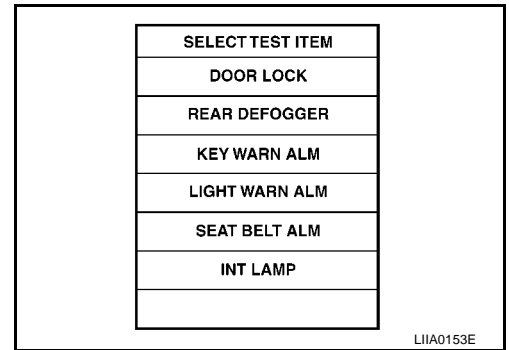 SELECT TEST ITEM
DOOR LOCK
REAR DEFOGGER
KEY WARN ALM
LIGHT WARN ALM
SEAT BELT ALM
INT LAMP
LIIA0153E